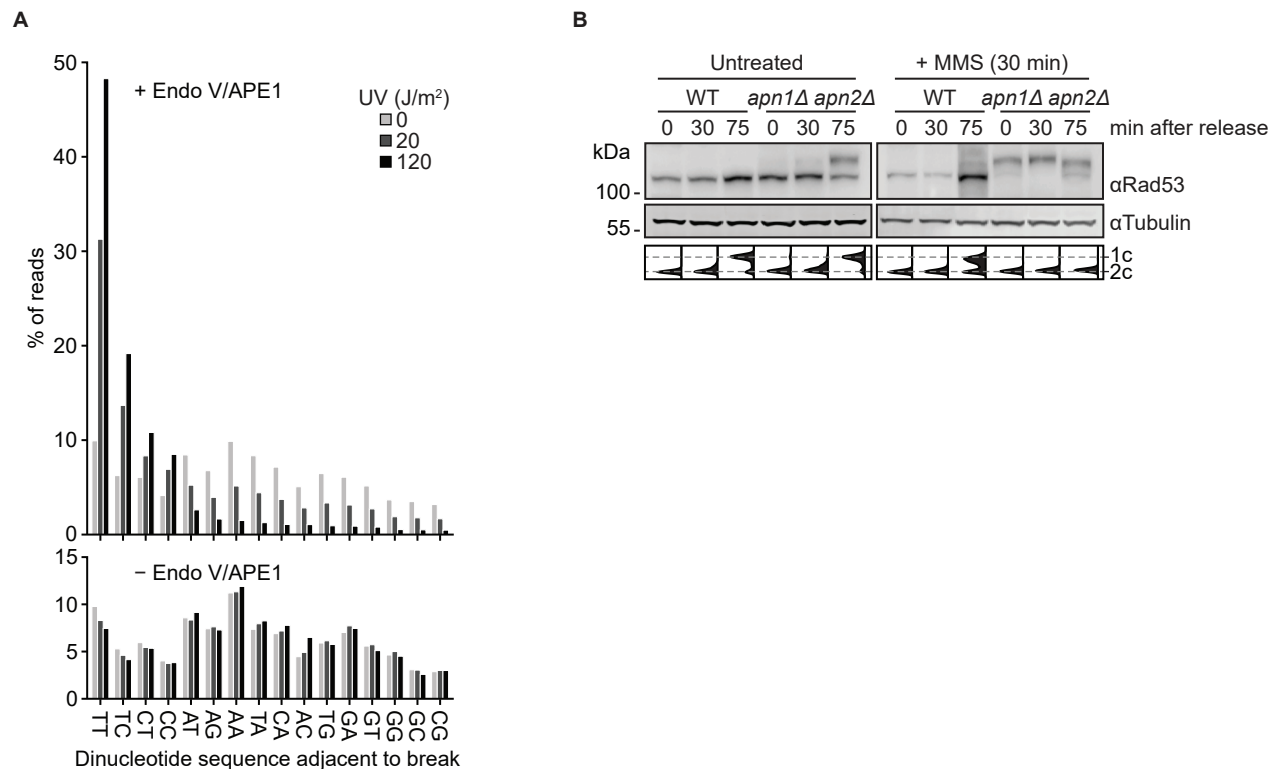 A
50
+ Endo V/APE1
UV (J/m²)
0
20
120
40
30
20
10
0
% of reads
15
− Endo V/APE1
10
5
0
TT TC CT CC AT AG AA TA CA AC TG GA GT GG GC CG
Dinucleotide sequence adjacent to break
B
Untreated + MMS (30 min)
WT apn1Δ apn2Δ WT apn1Δ apn2Δ
0 30 75 0 30 75 0 30 75 0 30 75 min after release
kDa
100 - αRad53
55 - αTubulin
1c
2c